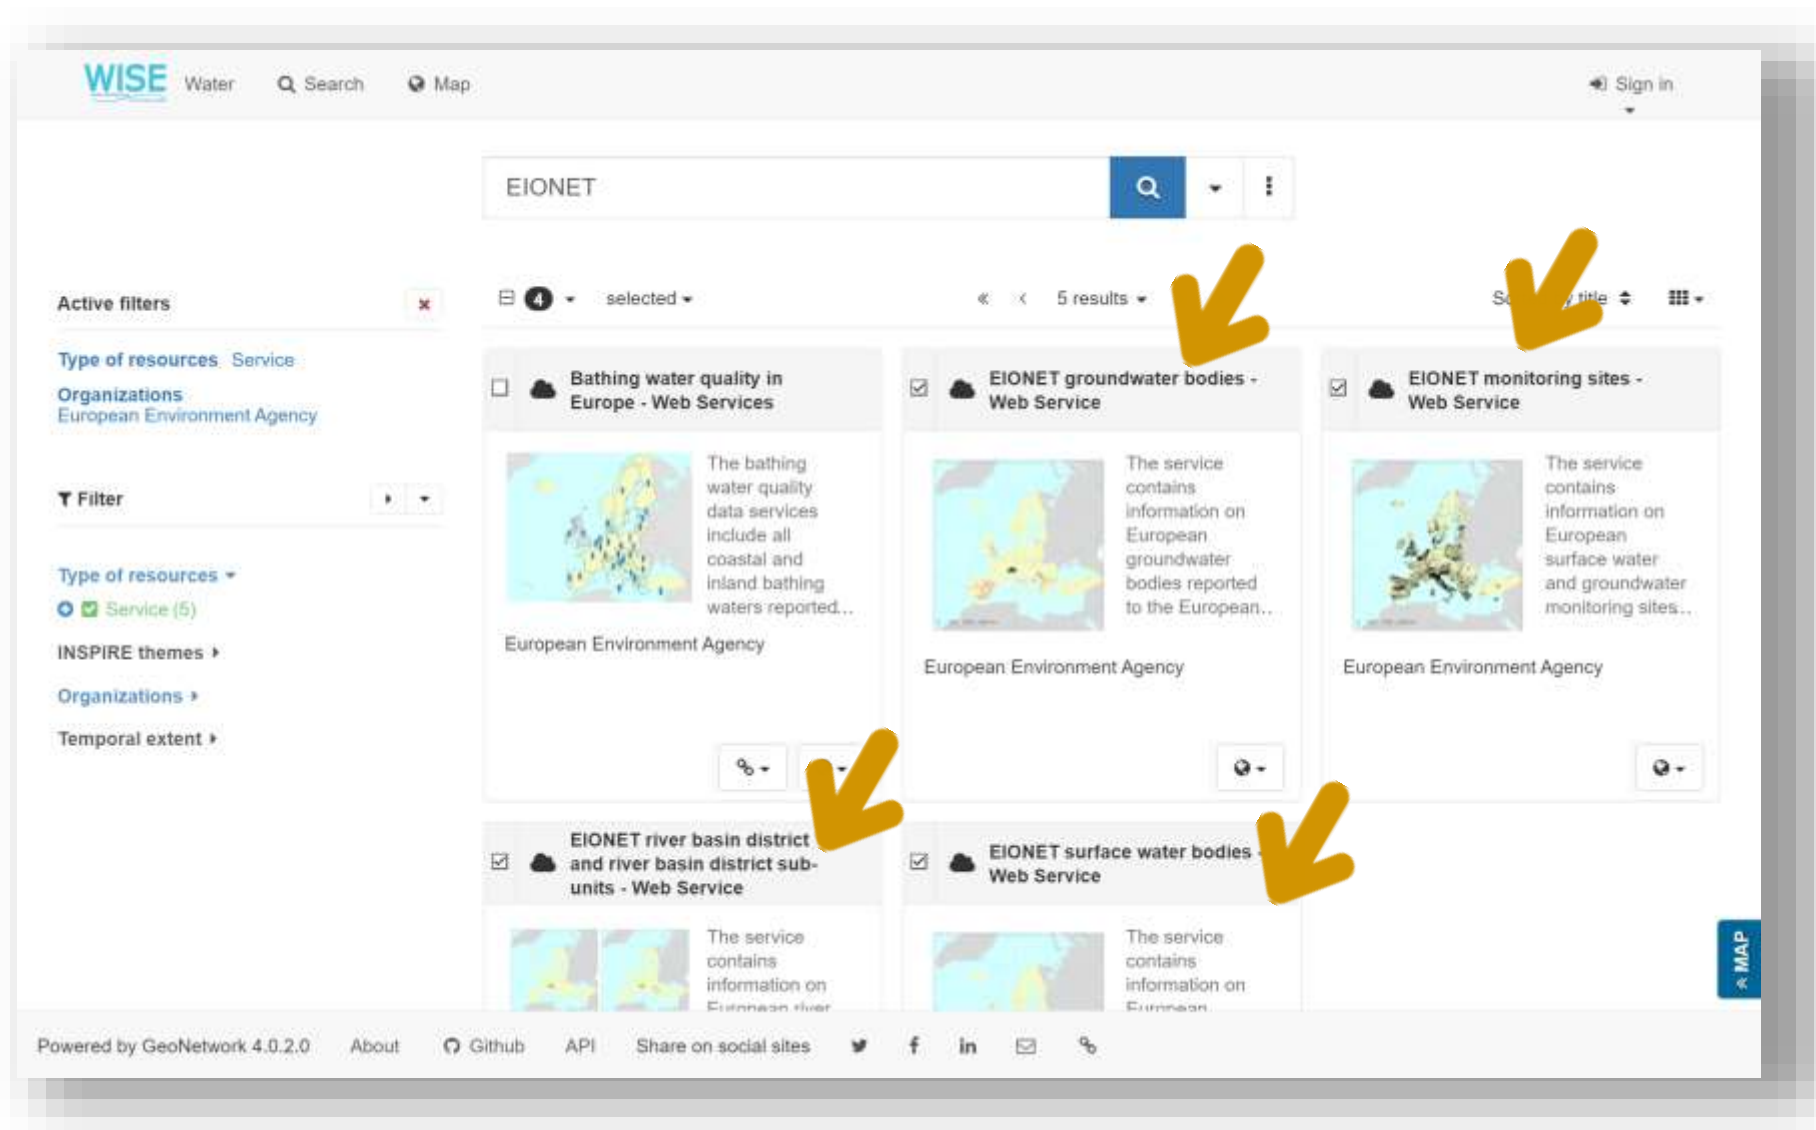 WISE Water Search Map Sign in
EIONET
Active filters
4 selected
5 results
title
Type of resources Service
Organizations
European Environment Agency
Filter
Type of resources
Service (5)
INSPIRE themes
Organizations
Temporal extent
Bathing water quality in
Europe - Web Services
The bathing
water quality
data services
include all
coastal and
inland bathing
waters reported...
European Environment Agency
EIONET groundwater bodies -
Web Service
The service
contains
information on
European
groundwater
bodies reported
to the European..
European Environment Agency
EIONET monitoring sites -
Web Service
The service
contains
information on
European
surface water
and groundwater
monitoring sites..
European Environment Agency
EIONET river basin district
and river basin district sub-
units - Web Service
The service
contains
information on
European river
EIONET surface water bodies -
Web Service
The service
contains
information on
European
« MAP
Powered by GeoNetwork 4.0.2.0 About Github API Share on social sites f in